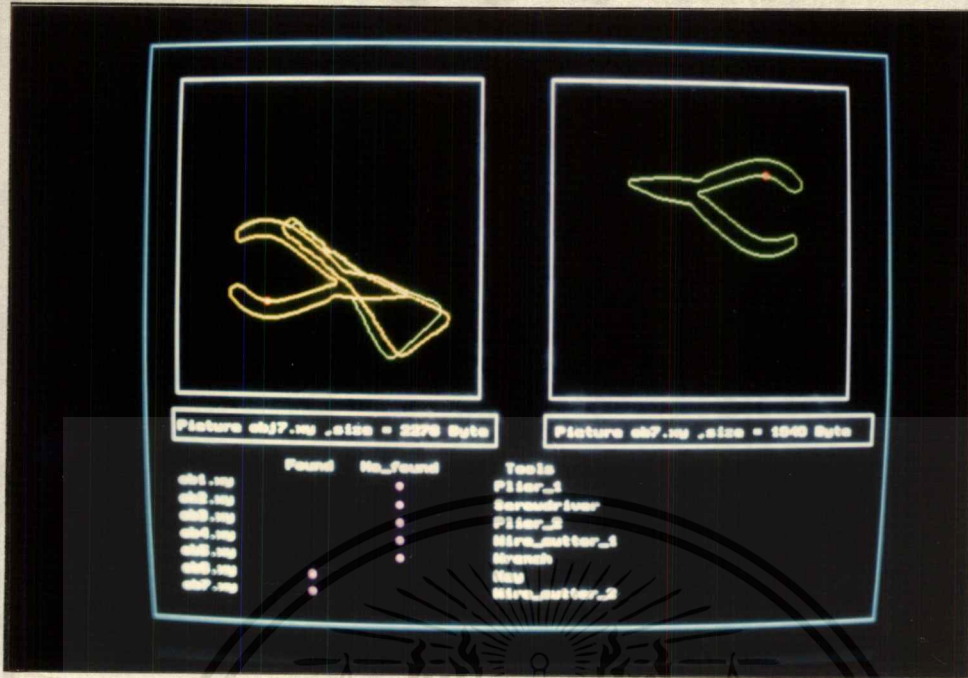 Picture obj7.xy ,size = 2270 Byte
Picture ob7.xy ,size = 1040 Byte
Found No_found Tools
ob1.xy Plier_1
ob2.xy Screwdriver
ob3.xy Plier_2
ob4.xy Wire_cutter_1
ob5.xy Wrench
ob6.xy Key
ob7.xy Wire_cutter_2